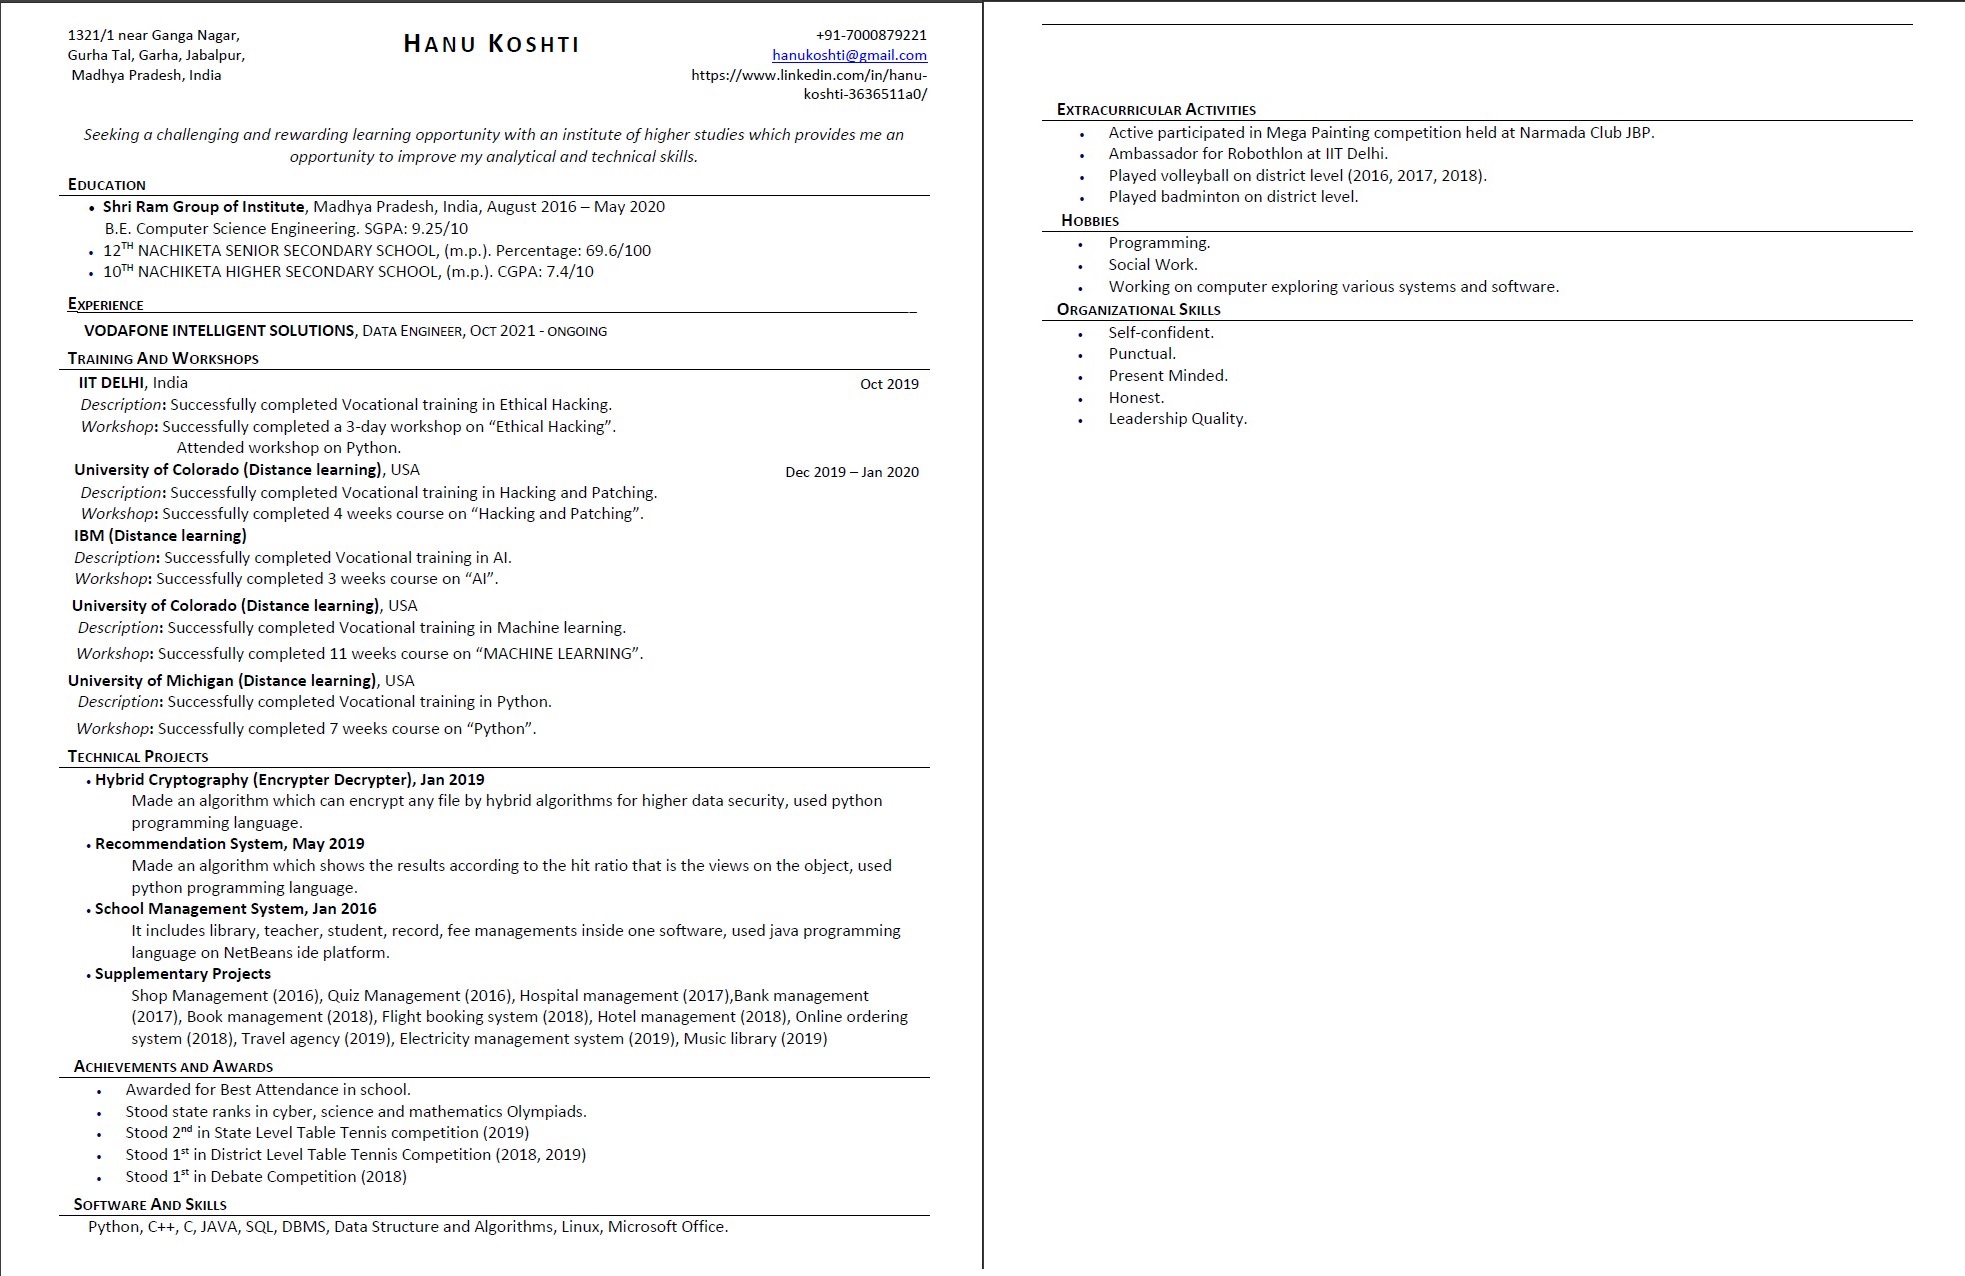 1321/1 near Ganga Nagar,
Gurha Tal, Garha, Jabalpur,
Madhya Pradesh, India
HANU KOSHTI
+91-7000879221
hanukoshti@gmail.com
https://www.linkedin.com/in/hanu-
koshti-3636511a0/
Seeking a challenging and rewarding learning opportunity with an institute of higher studies which provides me an
opportunity to improve my analytical and technical skills.
EDUCATION
• Shri Ram Group of Institute, Madhya Pradesh, India, August 2016 – May 2020
B.E. Computer Science Engineering. SGPA: 9.25/10
• 12TH NACHIKETA SENIOR SECONDARY SCHOOL, (m.p.). Percentage: 69.6/100
• 10TH NACHIKETA HIGHER SECONDARY SCHOOL, (m.p.). CGPA: 7.4/10
EXPERIENCE
VODAFONE INTELLIGENT SOLUTIONS, DATA ENGINEER, OCT 2021 - ONGOING
TRAINING AND WORKSHOPS
IIT DELHI, India Oct 2019
Description: Successfully completed Vocational training in Ethical Hacking.
Workshop: Successfully completed a 3-day workshop on “Ethical Hacking”.
Attended workshop on Python.
University of Colorado (Distance learning), USA Dec 2019 – Jan 2020
Description: Successfully completed Vocational training in Hacking and Patching.
Workshop: Successfully completed 4 weeks course on “Hacking and Patching”.
IBM (Distance learning)
Description: Successfully completed Vocational training in AI.
Workshop: Successfully completed 3 weeks course on “AI”.
University of Colorado (Distance learning), USA
Description: Successfully completed Vocational training in Machine learning.
Workshop: Successfully completed 11 weeks course on “MACHINE LEARNING”.
University of Michigan (Distance learning), USA
Description: Successfully completed Vocational training in Python.
Workshop: Successfully completed 7 weeks course on “Python”.
TECHNICAL PROJECTS
• Hybrid Cryptography (Encrypter Decrypter), Jan 2019
Made an algorithm which can encrypt any file by hybrid algorithms for higher data security, used python
programming language.
• Recommendation System, May 2019
Made an algorithm which shows the results according to the hit ratio that is the views on the object, used
python programming language.
• School Management System, Jan 2016
It includes library, teacher, student, record, fee managements inside one software, used java programming
language on NetBeans ide platform.
• Supplementary Projects
Shop Management (2016), Quiz Management (2016), Hospital management (2017),Bank management
(2017), Book management (2018), Flight booking system (2018), Hotel management (2018), Online ordering
system (2018), Travel agency (2019), Electricity management system (2019), Music library (2019)
ACHIEVEMENTS AND AWARDS
• Awarded for Best Attendance in school.
• Stood state ranks in cyber, science and mathematics Olympiads.
• Stood 2nd in State Level Table Tennis competition (2019)
• Stood 1st in District Level Table Tennis Competition (2018, 2019)
• Stood 1st in Debate Competition (2018)
SOFTWARE AND SKILLS
Python, C++, C, JAVA, SQL, DBMS, Data Structure and Algorithms, Linux, Microsoft Office.
EXTRACURRICULAR ACTIVITIES
• Active participated in Mega Painting competition held at Narmada Club JBP.
• Ambassador for Robothlon at IIT Delhi.
• Played volleyball on district level (2016, 2017, 2018).
• Played badminton on district level.
HOBBIES
• Programming.
• Social Work.
• Working on computer exploring various systems and software.
ORGANIZATIONAL SKILLS
• Self-confident.
• Punctual.
• Present Minded.
• Honest.
• Leadership Quality.